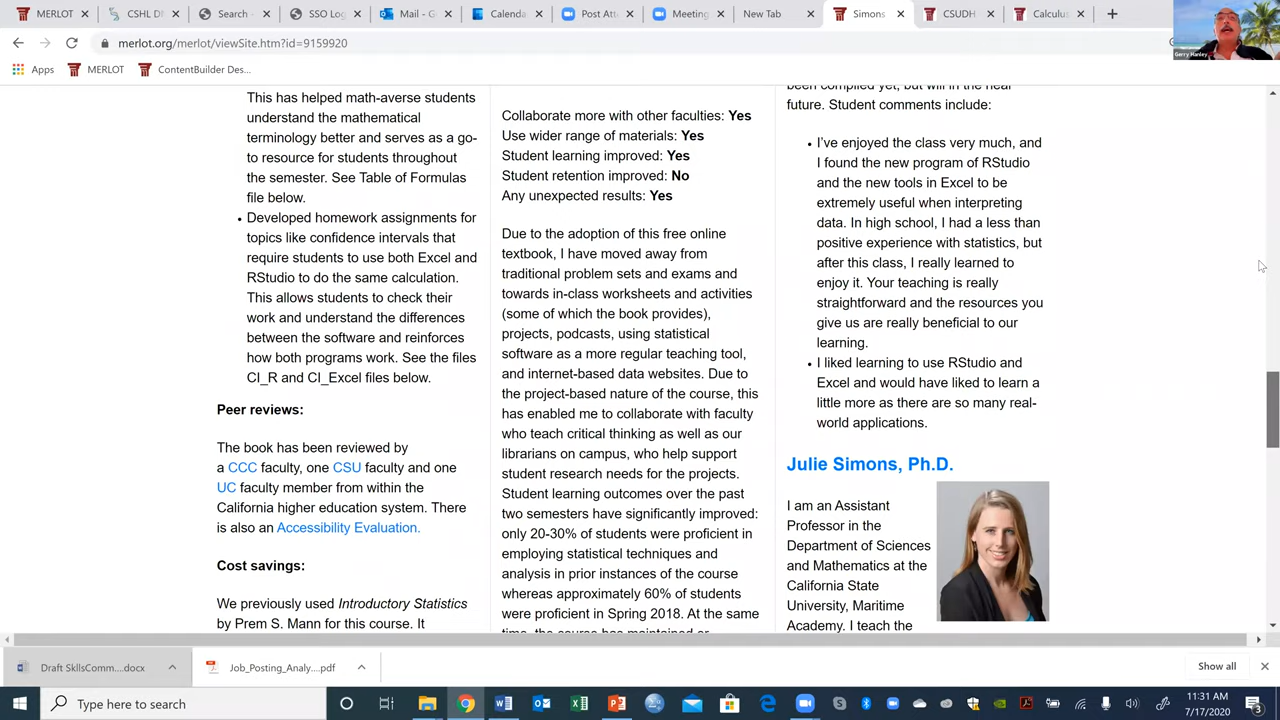 MERLOT
CSHL DN
Search -
SSO Log
Mail - G
Calenda
Post Att
Meeting
New Tab
Simons
CSUDH
Calculus
merlot.org/merlot/viewSite.htm?id=9159920
Gerry Hanley
Apps
MERLOT
ContentBuilder Des...
This has helped math-averse students
understand the mathematical
terminology better and serves as a go-
to resource for students throughout
the semester. See Table of Formulas
file below.
• Developed homework assignments for
topics like confidence intervals that
require students to use both Excel and
RStudio to do the same calculation.
This allows students to check their
work and understand the differences
between the software and reinforces
how both programs work. See the files
CI_R and CI_Excel files below.
Peer reviews:
The book has been reviewed by
a CCC faculty, one CSU faculty and one
UC faculty member from within the
California higher education system. There
is also an Accessibility Evaluation.
Cost savings:
We previously used Introductory Statistics
by Prem S. Mann for this course. It
Collaborate more with other faculties: Yes
Use wider range of materials: Yes
Student learning improved: Yes
Student retention improved: No
Any unexpected results: Yes
Due to the adoption of this free online
textbook, I have moved away from
traditional problem sets and exams and
towards in-class worksheets and activities
(some of which the book provides),
projects, podcasts, using statistical
software as a more regular teaching tool,
and internet-based data websites. Due to
the project-based nature of the course, this
has enabled me to collaborate with faculty
who teach critical thinking as well as our
librarians on campus, who help support
student research needs for the projects.
Student learning outcomes over the past
two semesters have significantly improved:
only 20-30% of students were proficient in
employing statistical techniques and
analysis in prior instances of the course
whereas approximately 60% of students
were proficient in Spring 2018. At the same
time, the course has maintained or
been compiled yet, but will in the near
future. Student comments include:
• I've enjoyed the class very much, and
I found the new program of RStudio
and the new tools in Excel to be
extremely useful when interpreting
data. In high school, I had a less than
positive experience with statistics, but
after this class, I really learned to
enjoy it. Your teaching is really
straightforward and the resources you
give us are really beneficial to our
learning.
• I liked learning to use RStudio and
Excel and would have liked to learn a
little more as there are so many real-
world applications.
Julie Simons, Ph.D.
I am an Assistant
Professor in the
Department of Sciences
and Mathematics at the
California State
University, Maritime
Academy. I teach the
Draft SkllsComm....docx
Job_Posting_Analy....pdf
Show all
Type here to search
11:31 AM
7/17/2020
3